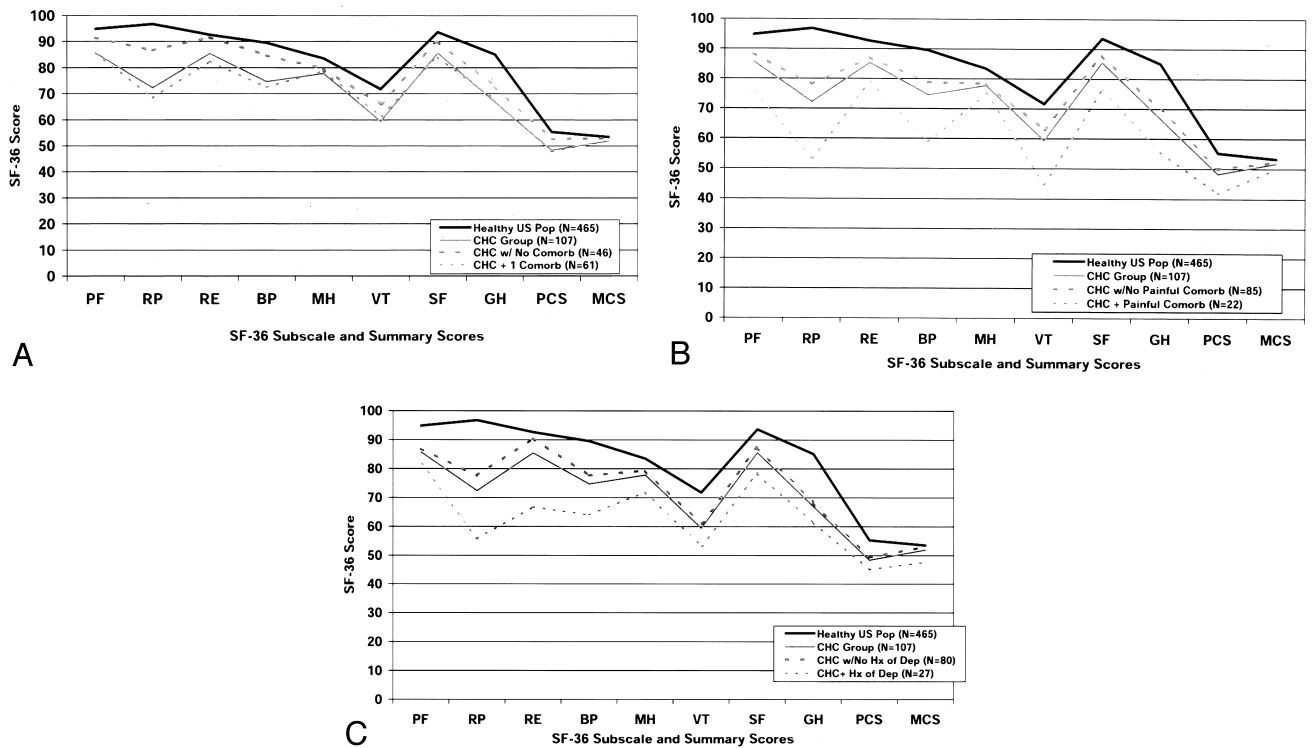 100
90
80
70
60
50
40
30
20
10
0
SF-36 Score
PF RP RE BP MH VT SF GH PCS MCS
SF-36 Subscale and Summary Scores
Healthy US Pop (N=465)
CHC Group (N=107)
CHC w/ No Comorb (N=46)
CHC + 1 Comorb (N=61)
A
100
90
80
70
60
50
40
30
20
10
0
SF-36 Score
PF RP RE BP MH VT SF GH PCS MCS
SF-36 Subscale and Summary Scores
Healthy US Pop (N=465)
CHC Group (N=107)
CHC w/No Painful Comorb (N=85)
CHC + Painful Comorb (N=22)
B
100
90
80
70
60
50
40
30
20
10
0
SF-36 Score
PF RP RE BP MH VT SF GH PCS MCS
SF-36 Subscale and Summary Scores
Healthy US Pop (N=465)
CHC Group (N=107)
CHC w/No Hx of Dep (N=80)
CHC+ Hx of Dep (N=27)
C